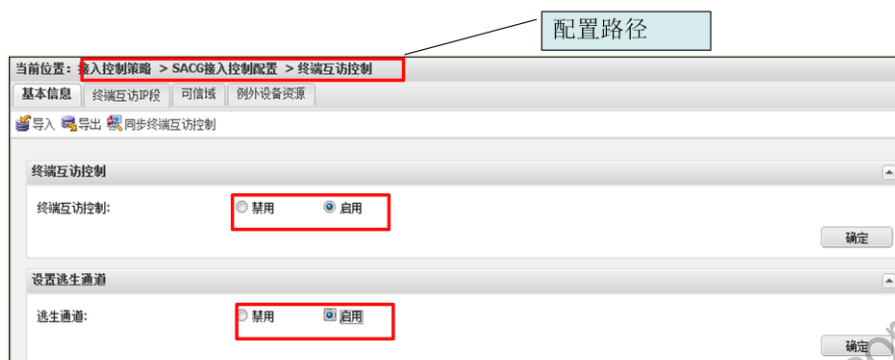 配置路径
当前位置：接入控制策略 > SACG接入控制配置 > 终端互访控制
基本信息 终端互访IP段 可信域 例外设备资源
导入 导出 同步终端互访控制
终端互访控制
终端互访控制: 禁用 启用
确定
设置逃生通道
逃生通道: 禁用 启用
确定